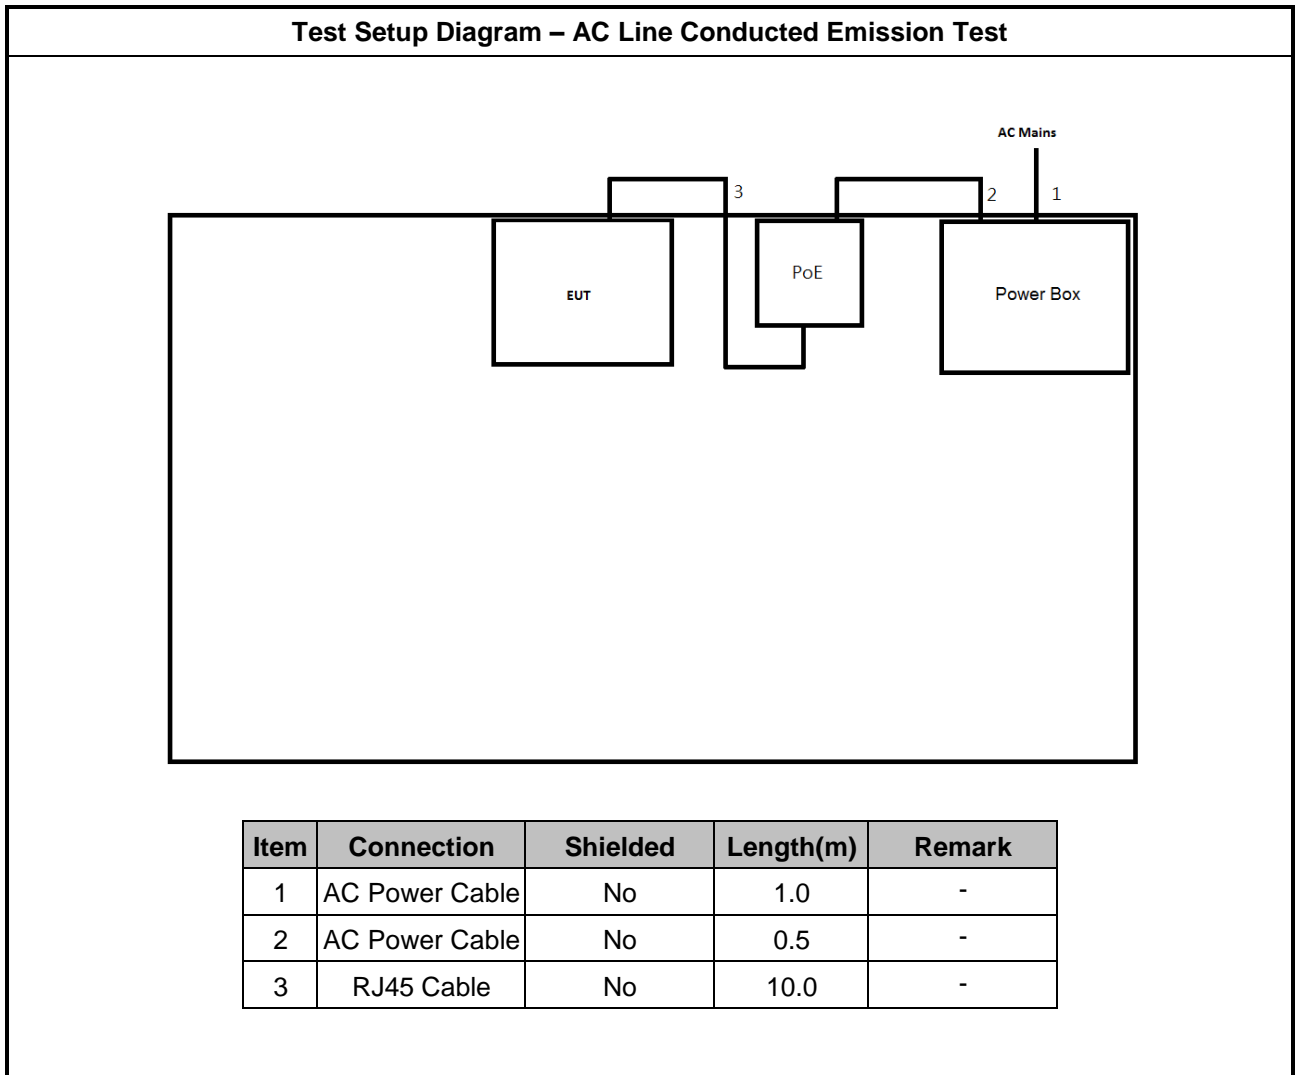 Test Setup Diagram – AC Line Conducted Emission Test
AC Mains
3
2
1
EUT
PoE
Power Box
Item Connection Shielded Length(m) Remark
1 AC Power Cable No 1.0 -
2 AC Power Cable No 0.5 -
3 RJ45 Cable No 10.0 -